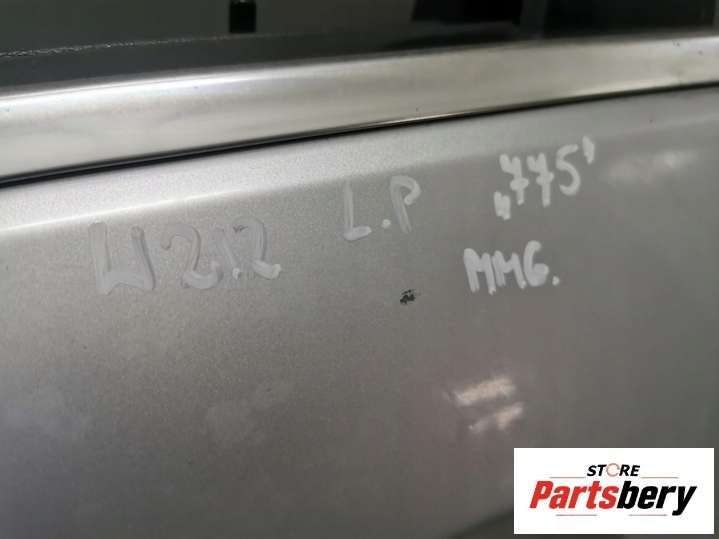 W212 L.P „775‘
MMG.
STORE
Partsbery